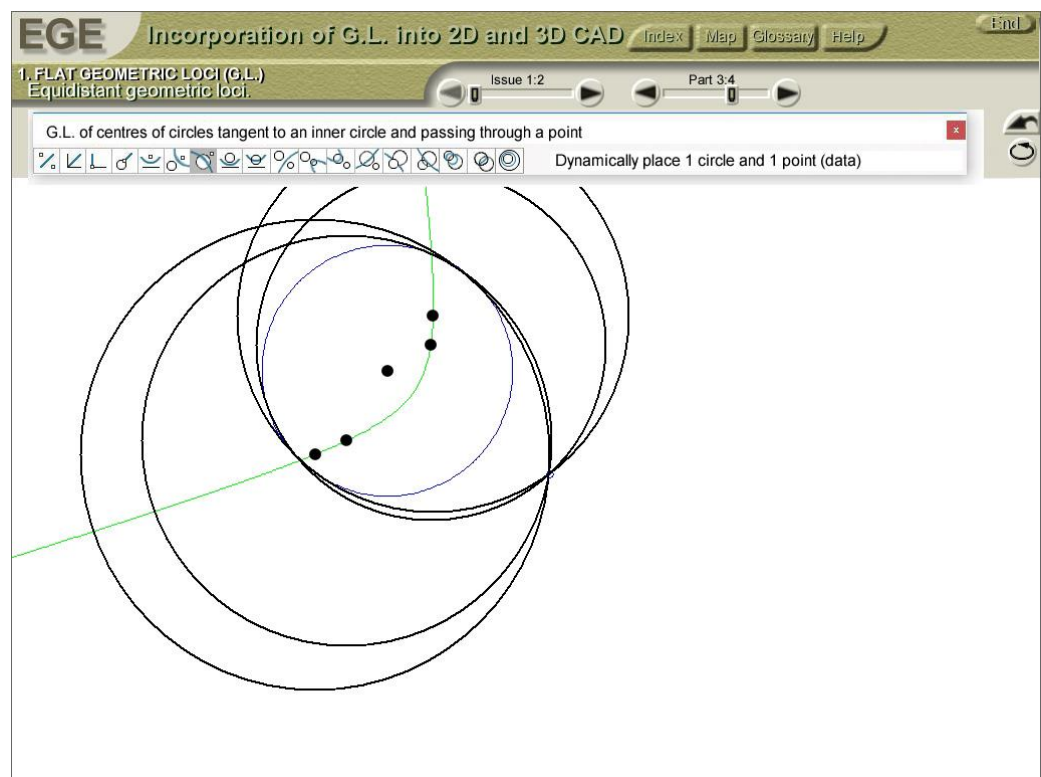 EGE
Incorporation of G.L. into 2D and 3D CAD
Index
Map
Glossary
Help
End
1. FLAT GEOMETRIC LOCI (G.L.)
Equidistant geometric loci.
Issue 1:2
Part 3:4
G.L. of centres of circles tangent to an inner circle and passing through a point
x
Dynamically place 1 circle and 1 point (data)